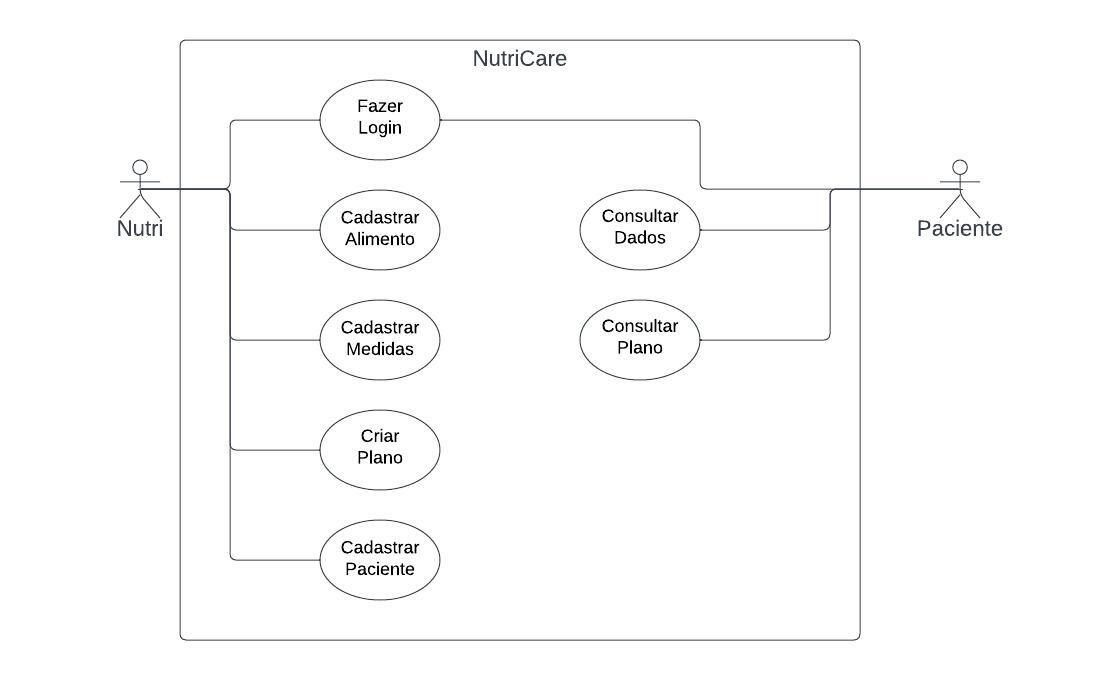 NutriCare
Fazer
Login
Nutri
Cadastrar
Alimento
Cadastrar
Medidas
Criar
Plano
Cadastrar
Paciente
Consultar
Dados
Consultar
Plano
Paciente